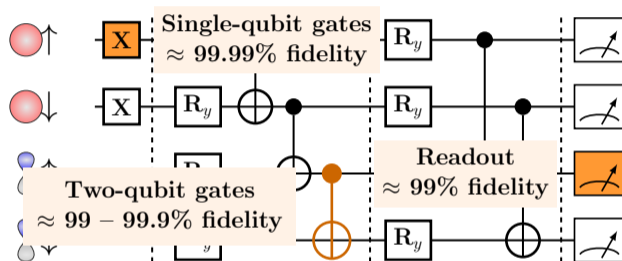 X
Single-qubit gates
≈ 99.99% fidelity
R_y
X
R_y
R_y
Readout
≈ 99% fidelity
Two-qubit gates
≈ 99 – 99.9% fidelity
R_y